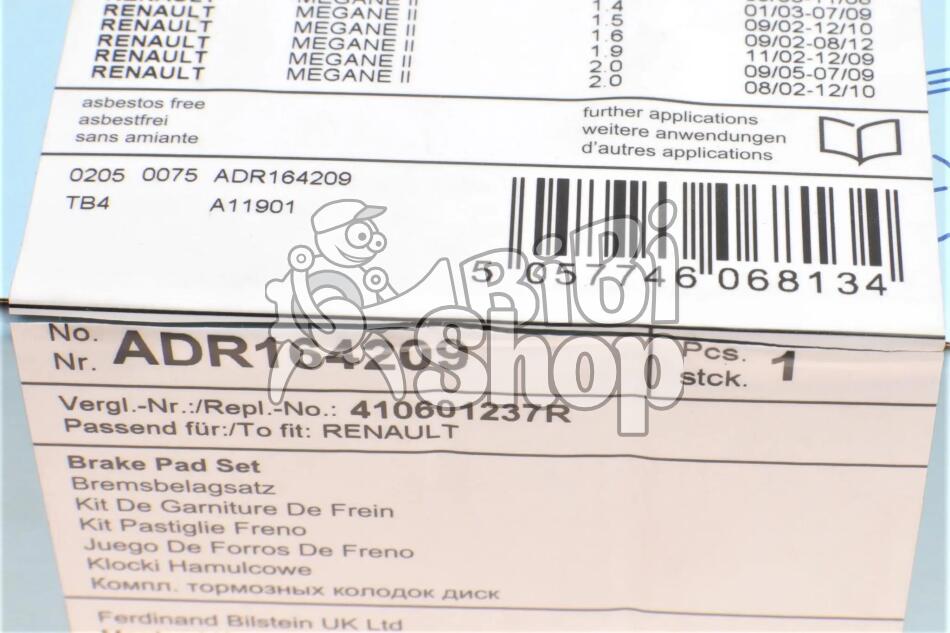 1.4
RENAULT MEGANE II 1.5 03/03-07/09
RENAULT MEGANE II 1.6 09/02-12/10
RENAULT MEGANE II 1.9 09/02-08/12
RENAULT MEGANE II 2.0 11/02-12/09
RENAULT MEGANE II 2.0 09/05-07/09
08/02-12/10
asbestos free
asbestfrei
sans amiante
further applications
weitere anwendungen
d'autres applications
0205 0075 ADR164209
TB4 A11901
5 057746 068134
BiBi
Shop
No.
Nr. ADR164209
Pcs.
stck. 1
Vergl.-Nr.:/Repl.-No.: 410601237R
Passend für:/To fit: RENAULT
Brake Pad Set
Bremsbelagsatz
Kit De Garniture De Frein
Kit Pastiglie Freno
Juego De Forros De Freno
Klocki Hamulcowe
Компл. тормозных колодок диск
Ferdinand Bilstein UK Ltd